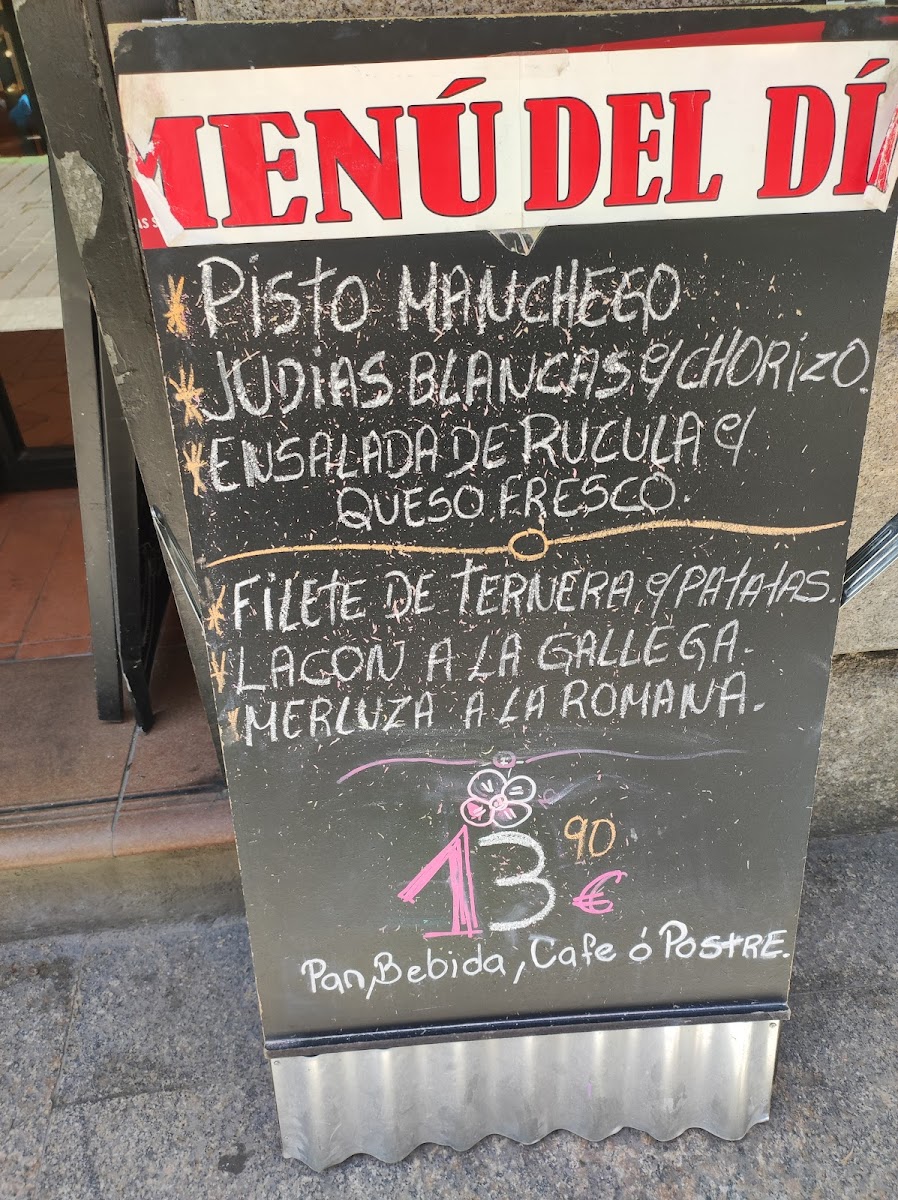 MENÚ DEL DÍA
* PISTO MANCHEGO
* JUDIAS BLANCAS c/ CHORIZO.
* ENSALADA DE RUCULA c/
QUESO FRESCO.
* FILETE DE TERNERA c/ PATATAS.
* LACON A LA GALLEGA.
* MERLUZA A LA ROMANA.
13 90 €
Pan, Bebida, Cafe ó POSTRE.